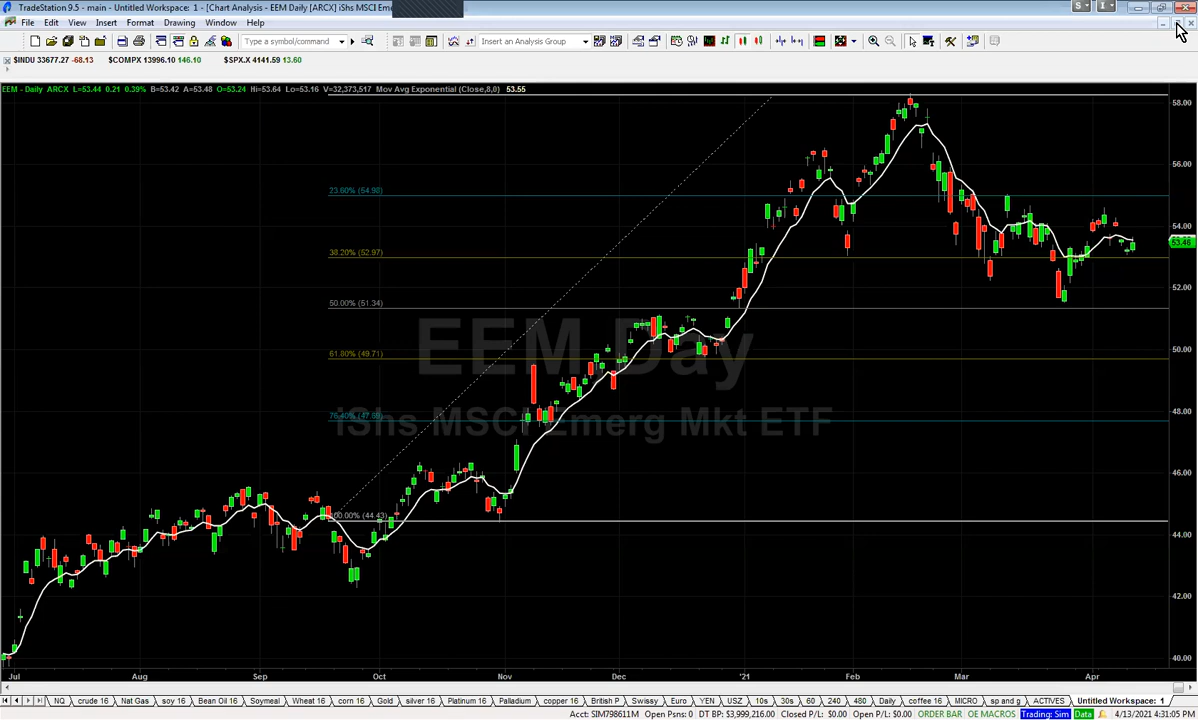 TradeStation 9.5 - main - Untitled Workspace: 1 - [Chart Analysis - EEM Daily [ARCX] iShs MSCI Em
File Edit View Insert Format Drawing Window Help
Type a symbol/command
Insert an Analysis Group
$INDU 33677.27 -68.13 $COMPX 13996.10 146.10 $SPX.X 4141.59 13.60
EEM - Daily ARCX L=53.44 0.21 0.39% B=53.42 A=53.48 O=53.24 Hi=53.64 Lo=53.16 V=32,373,517 Mov Avg Exponential (Close,8,0) 53.55
58.00
56.00
23.60% (54.90)
54.00
53.46
38.20% (52.97)
52.00
50.00% (51.34)
EEM.Day
50.00
61.80% (49.71)
48.00
76.40% (47.69)
iShs MSCI Emerg Mkt ETF
46.00
100.00% (44.43)
44.00
42.00
40.00
Jul Aug Sep Oct Nov Dec '21 Feb Mar Apr
NQ crude 16 Nat Gas soy 16 Bean Oil 16 Soymeal Wheat 16 corn 16 Gold silver 16 Platinum 16 Palladium copper 16 British P Swissy Euro YEN USZ 10s 30s 60 240 480 Daily coffee 16 MICRO sp and g ACTIVES Untitled Workspace: 1
Acct: SIM798611M Open Psns: 0 DT BP: $3,999,216.00 Closed P/L: $0.00 Open P/L: $0.00 ORDER BAR OE MACROS Trading: Sim Data 4/13/2021 4:31:05 PM